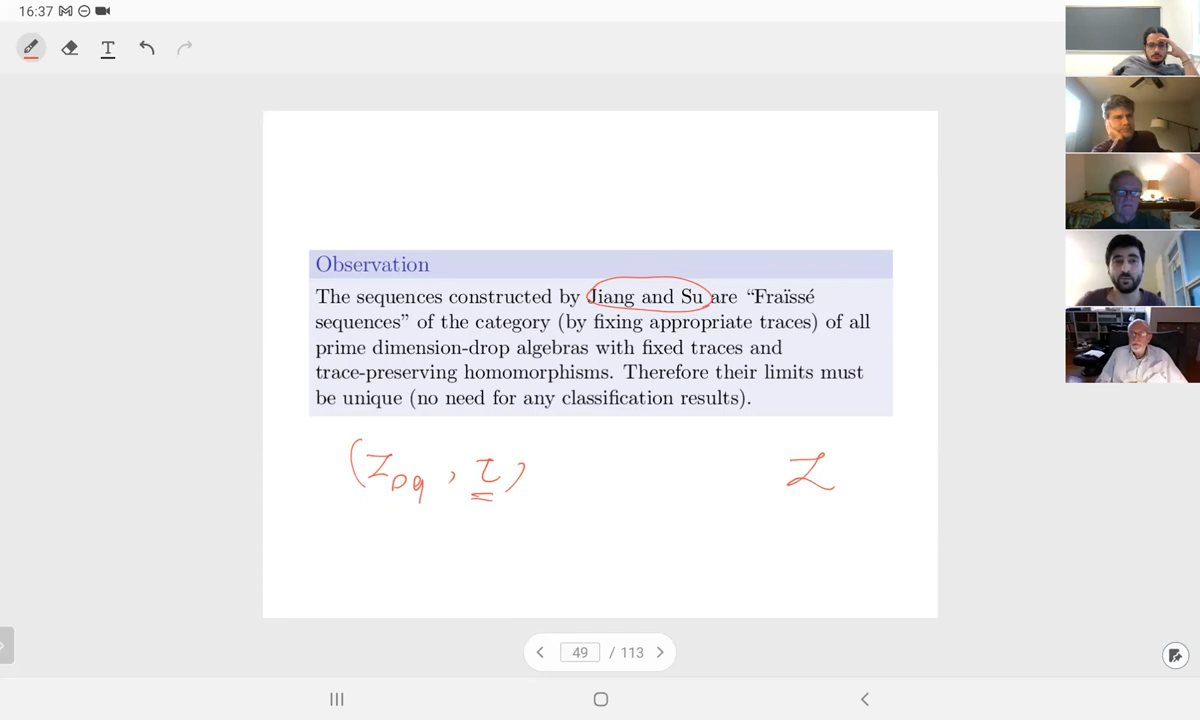 16:37
T
Observation
The sequences constructed by Jiang and Su are “Fraïssé
sequences” of the category (by fixing appropriate traces) of all
prime dimension-drop algebras with fixed traces and
trace-preserving homomorphisms. Therefore their limits must
be unique (no need for any classification results).
(Z_{pq}, τ) Z
49 / 113